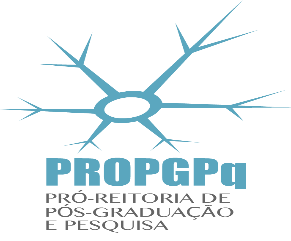 PROPGPq
PRÓ-REITORIA DE
PÓS-GRADUAÇÃO
E PESQUISA